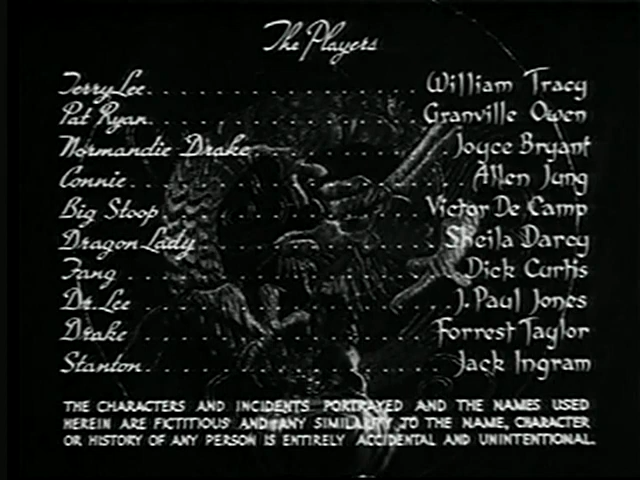 The Players
Terry Lee. . . . . . . . . . . . . . . . . . . . William Tracy
Pat Ryan. . . . . . . . . . . . . . . . . . . . Granville Owen
Normandie Drake. . . . . . . . . . . . . . . Joyce Bryant
Connie. . . . . . . . . . . . . . . . . . . . . . . . Allen Jung
Big Stoop. . . . . . . . . . . . . . . . . . . Victor De Camp
Dragon Lady . . . . . . . . . . . . . . . . . . Sheila Darcy
Fang . . . . . . . . . . . . . . . . . . . . . . . . Dick Curtis
Dr. Lee . . . . . . . . . . . . . . . . . . . . . . J. Paul Jones
Drake . . . . . . . . . . . . . . . . . . . . . Forrest Taylor
Stanton. . . . . . . . . . . . . . . . . . . . . . Jack Ingram
THE CHARACTERS AND INCIDENTS PORTRAYED AND THE NAMES USED
HEREIN ARE FICTITIOUS AND ANY SIMILARITY TO THE NAME, CHARACTER
OR HISTORY OF ANY PERSON IS ENTIRELY ACCIDENTAL AND UNINTENTIONAL.